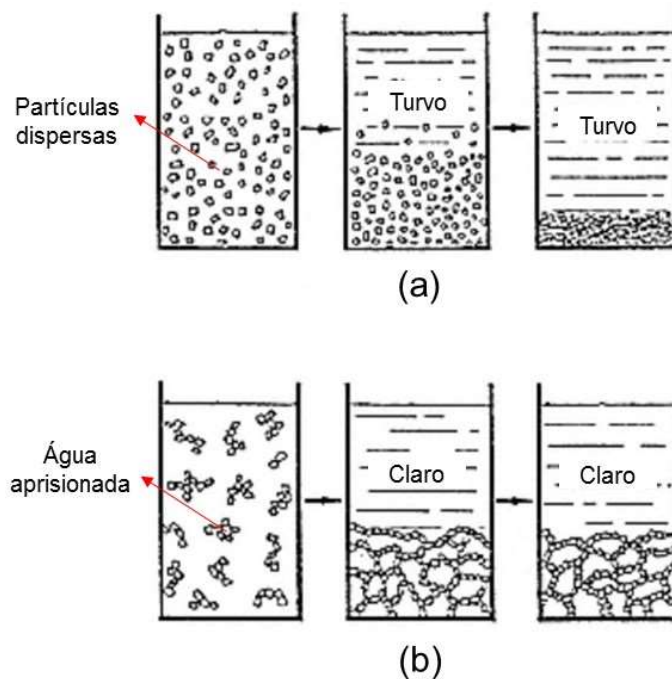 Partículas
dispersas
Turvo
Turvo
(a)
Água
aprisionada
Claro
Claro
(b)